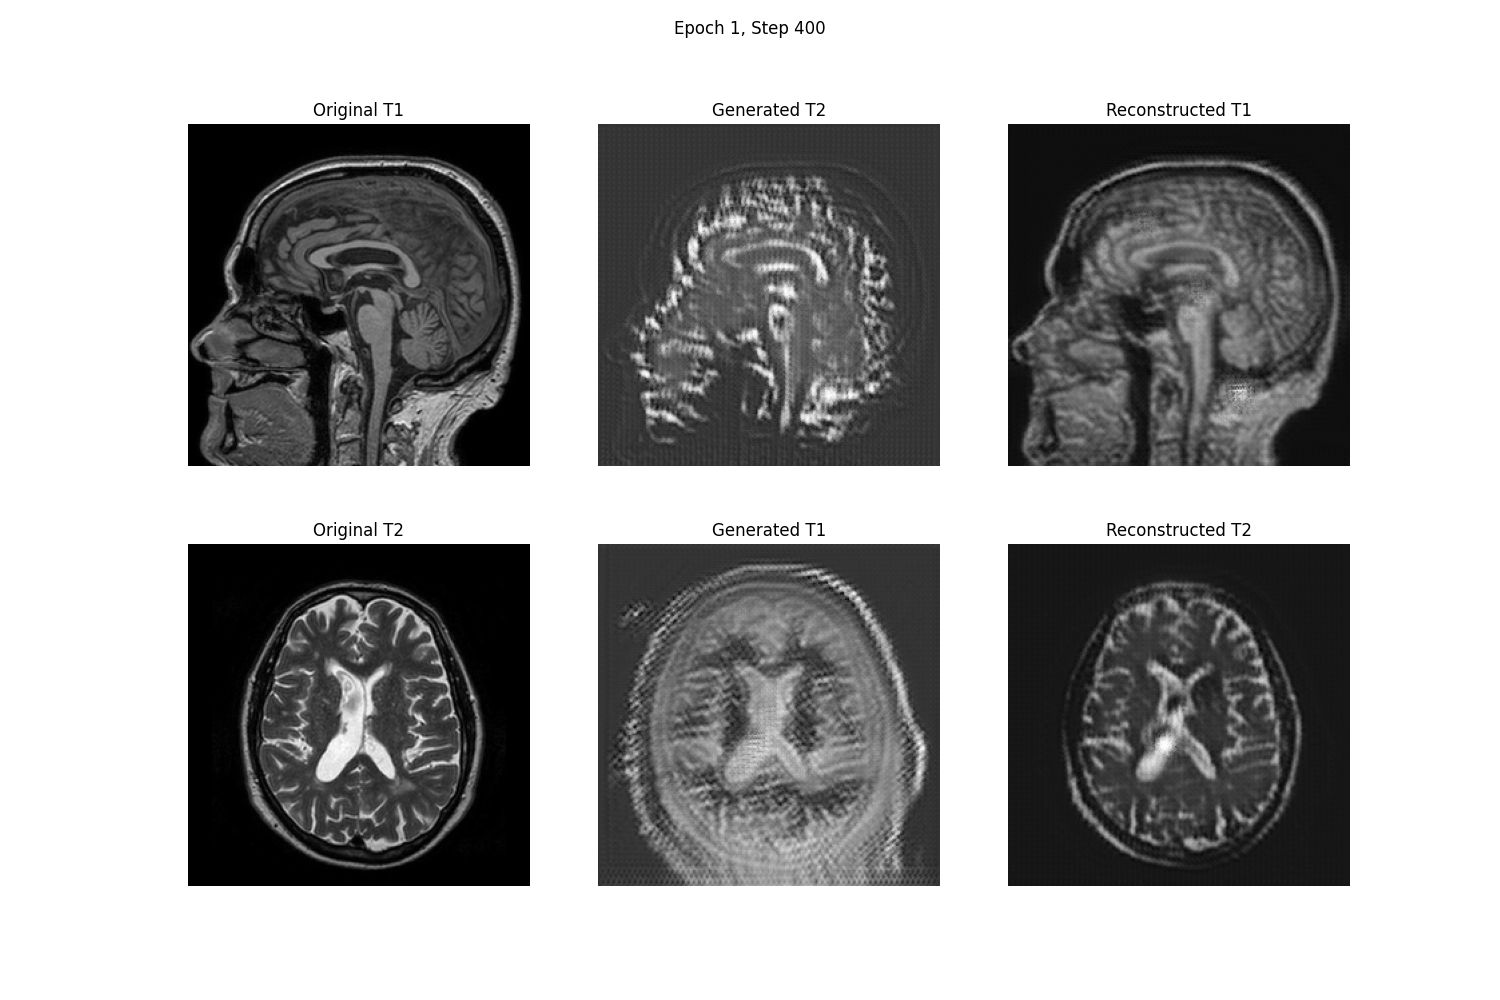 Epoch 1, Step 400
Original T1
Generated T2
Reconstructed T1
Original T2
Generated T1
Reconstructed T2